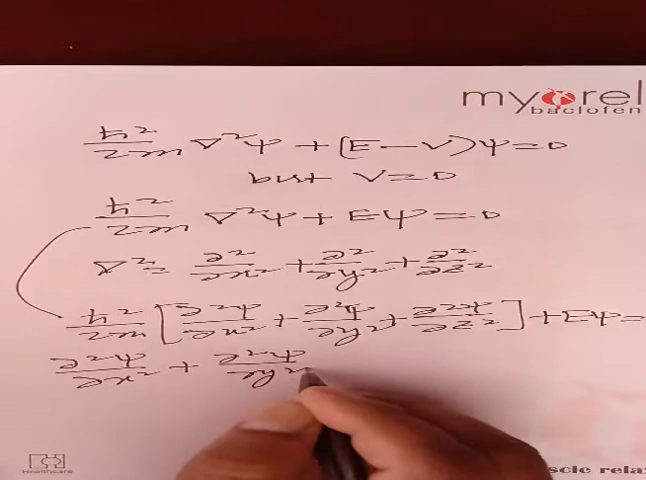 myorel
baclofen
ħ²/2m ∇²ψ + (E − V)ψ = 0
but V = 0
ħ²/2m ∇²ψ + Eψ = 0
∇² = ∂²/∂x² + ∂²/∂y² + ∂²/∂z²
ħ²/2m [∂²ψ/∂x² + ∂²ψ/∂y² + ∂²ψ/∂z²] + Eψ =
∂²ψ/∂x² + ∂²ψ/∂y²
Healthcare
scle relax